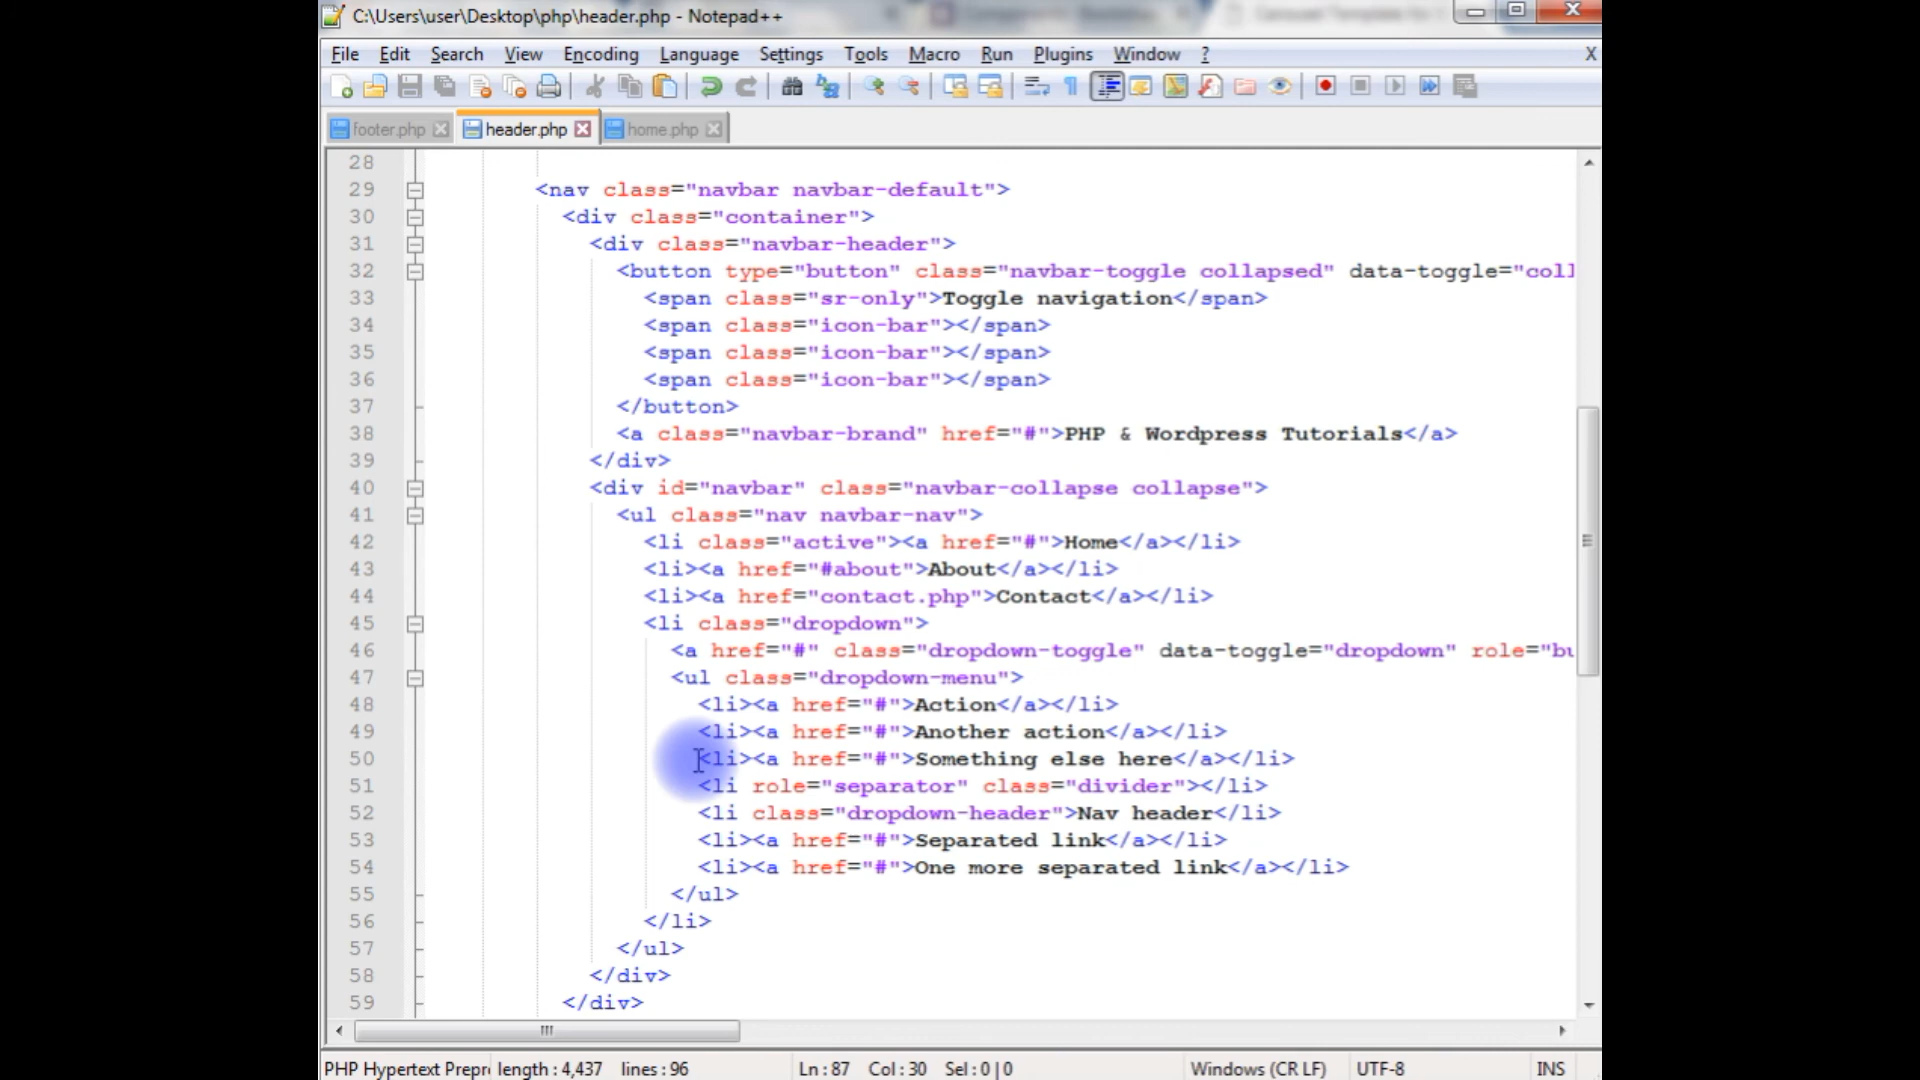 C:\Users\user\Desktop\php\header.php - Notepad++
File Edit Search View Encoding Language Settings Tools Macro Run Plugins Window ? X
footer.php header.php home.php
28
29 <nav class="navbar navbar-default">
30 <div class="container">
31 <div class="navbar-header">
32 <button type="button" class="navbar-toggle collapsed" data-toggle="coll
33 <span class="sr-only">Toggle navigation</span>
34 <span class="icon-bar"></span>
35 <span class="icon-bar"></span>
36 <span class="icon-bar"></span>
37 </button>
38 <a class="navbar-brand" href="#">PHP & Wordpress Tutorials</a>
39 </div>
40 <div id="navbar" class="navbar-collapse collapse">
41 <ul class="nav navbar-nav">
42 <li class="active"><a href="#">Home</a></li>
43 <li><a href="#about">About</a></li>
44 <li><a href="contact.php">Contact</a></li>
45 <li class="dropdown">
46 <a href="#" class="dropdown-toggle" data-toggle="dropdown" role="bu
47 <ul class="dropdown-menu">
48 <li><a href="#">Action</a></li>
49 <li><a href="#">Another action</a></li>
50 <li><a href="#">Something else here</a></li>
51 <li role="separator" class="divider"></li>
52 <li class="dropdown-header">Nav header</li>
53 <li><a href="#">Separated link</a></li>
54 <li><a href="#">One more separated link</a></li>
55 </ul>
56 </li>
57 </ul>
58 </div>
59 </div>
PHP Hypertext Prepr length : 4,437 lines : 96 Ln : 87 Col : 30 Sel : 0 | 0 Windows (CR LF) UTF-8 INS